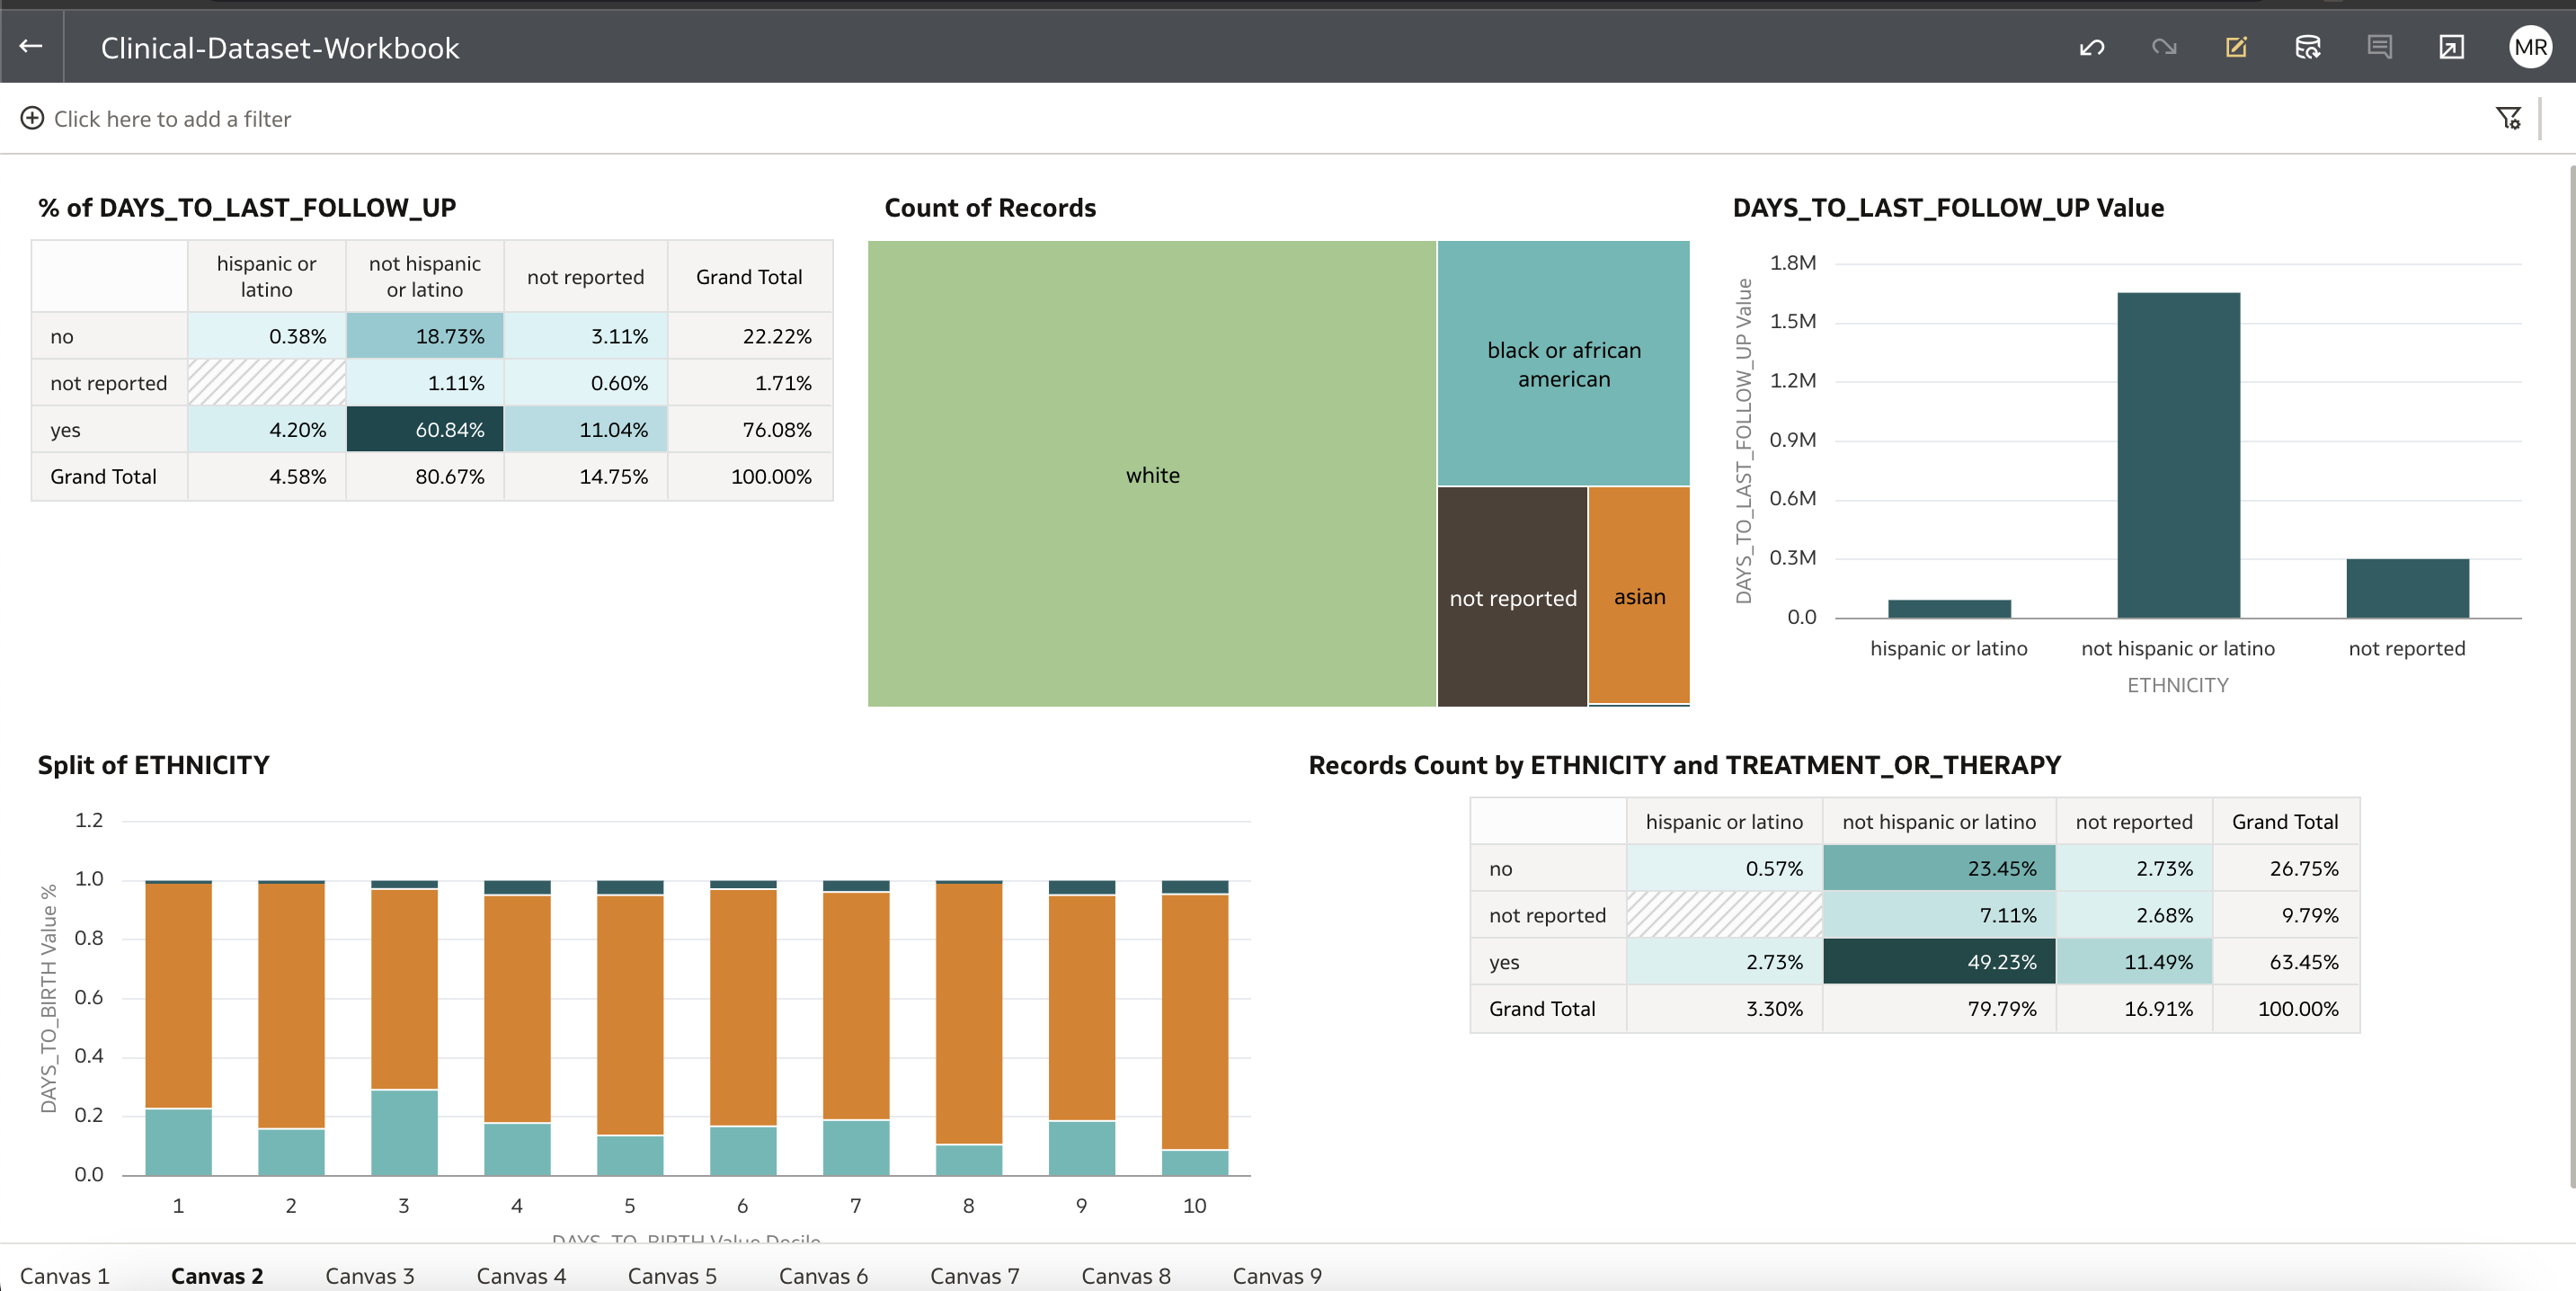 Clinical-Dataset-Workbook
MR
Click here to add a filter
% of DAYS_TO_LAST_FOLLOW_UP
hispanic or latino
not hispanic or latino
not reported
Grand Total
no 0.38% 18.73% 3.11% 22.22%
not reported 1.11% 0.60% 1.71%
yes 4.20% 60.84% 11.04% 76.08%
Grand Total 4.58% 80.67% 14.75% 100.00%
Count of Records
white
black or african
american
not reported
asian
DAYS_TO_LAST_FOLLOW_UP Value
DAYS_TO_LAST_FOLLOW_UP Value
1.8M
1.5M
1.2M
0.9M
0.6M
0.3M
0.0
hispanic or latino not hispanic or latino not reported
ETHNICITY
Split of ETHNICITY
DAYS_TO_BIRTH Value %
1.2
1.0
0.8
0.6
0.4
0.2
0.0
1 2 3 4 5 6 7 8 9 10
DAYS_TO_BIRTH Value Decile
Records Count by ETHNICITY and TREATMENT_OR_THERAPY
hispanic or latino not hispanic or latino not reported Grand Total
no 0.57% 23.45% 2.73% 26.75%
not reported 7.11% 2.68% 9.79%
yes 2.73% 49.23% 11.49% 63.45%
Grand Total 3.30% 79.79% 16.91% 100.00%
Canvas 1 Canvas 2 Canvas 3 Canvas 4 Canvas 5 Canvas 6 Canvas 7 Canvas 8 Canvas 9